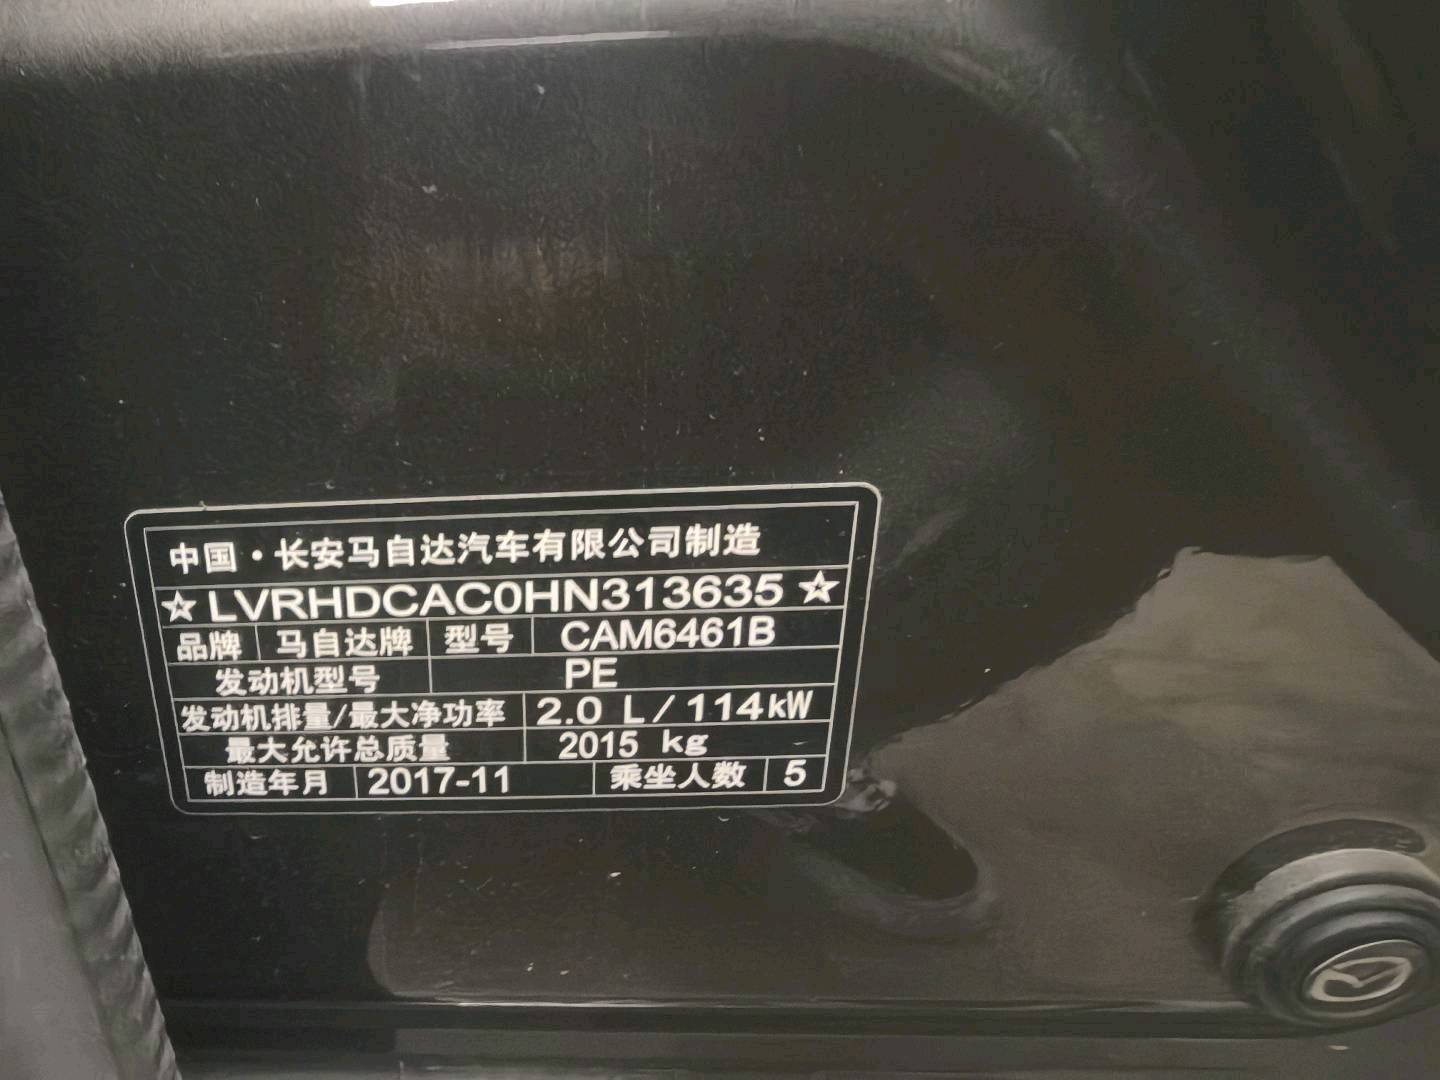 中国·长安马自达汽车有限公司制造
☆LVRHDCAC0HN313635☆
品牌 马自达牌 型号 CAM6461B
发动机型号 PE
发动机排量/最大净功率 2.0 L/114kW
最大允许总质量 2015 kg
制造年月 2017-11 乘坐人数 5